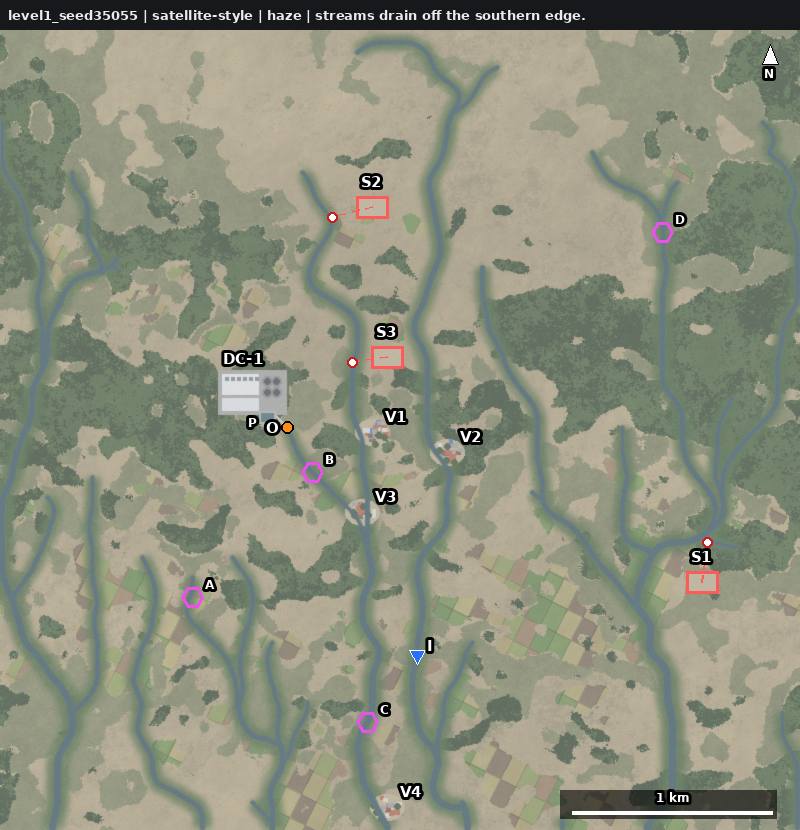 level1_seed35055 | satellite-style | haze | streams drain off the southern edge.
N
S2
D
S3
DC-1
V1
P
O
V2
B
V3
S1
A
I
C
V4
1 km